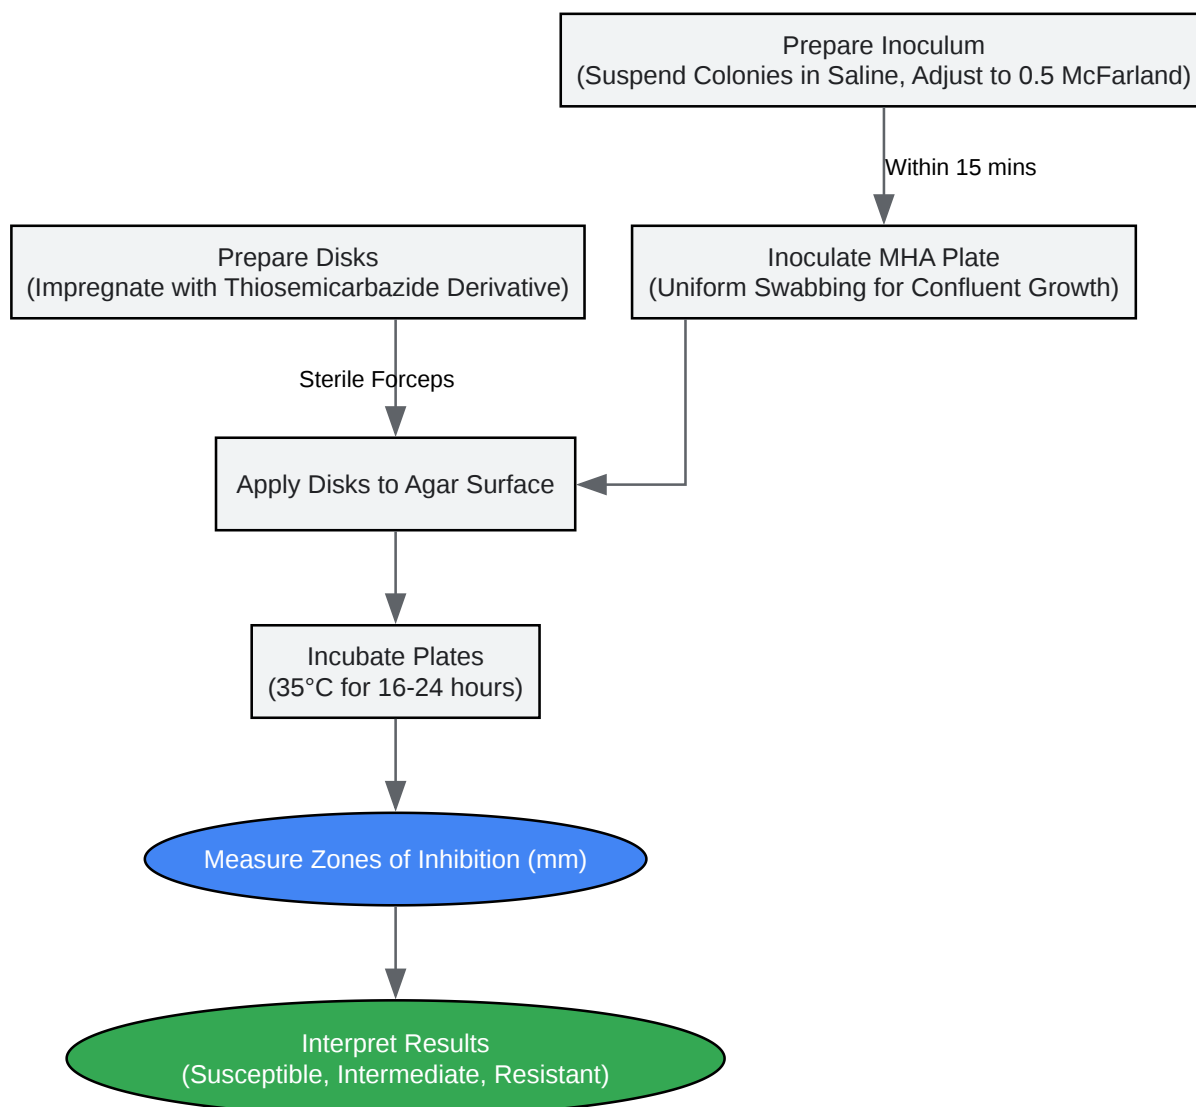 Prepare Inoculum
(Suspend Colonies in Saline, Adjust to 0.5 McFarland)
Within 15 mins
Prepare Disks
(Impregnate with Thiosemicarbazide Derivative)
Inoculate MHA Plate
(Uniform Swabbing for Confluent Growth)
Sterile Forceps
Apply Disks to Agar Surface
Incubate Plates
(35°C for 16-24 hours)
Measure Zones of Inhibition (mm)
Interpret Results
(Susceptible, Intermediate, Resistant)